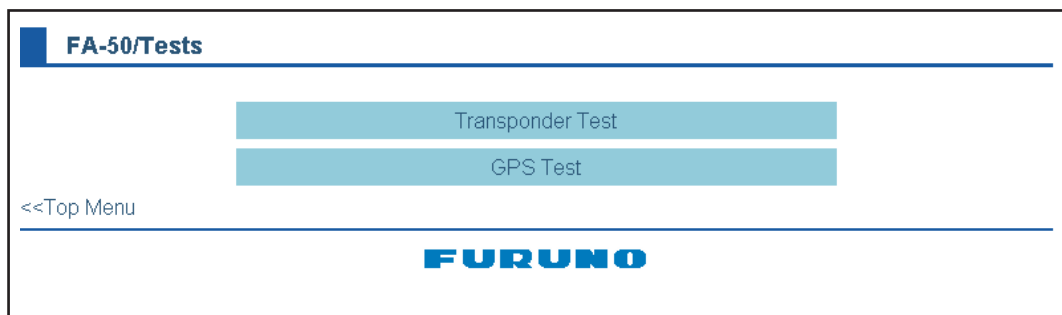 FA-50/Tests
Transponder Test
GPS Test
<<Top Menu
FURUNO